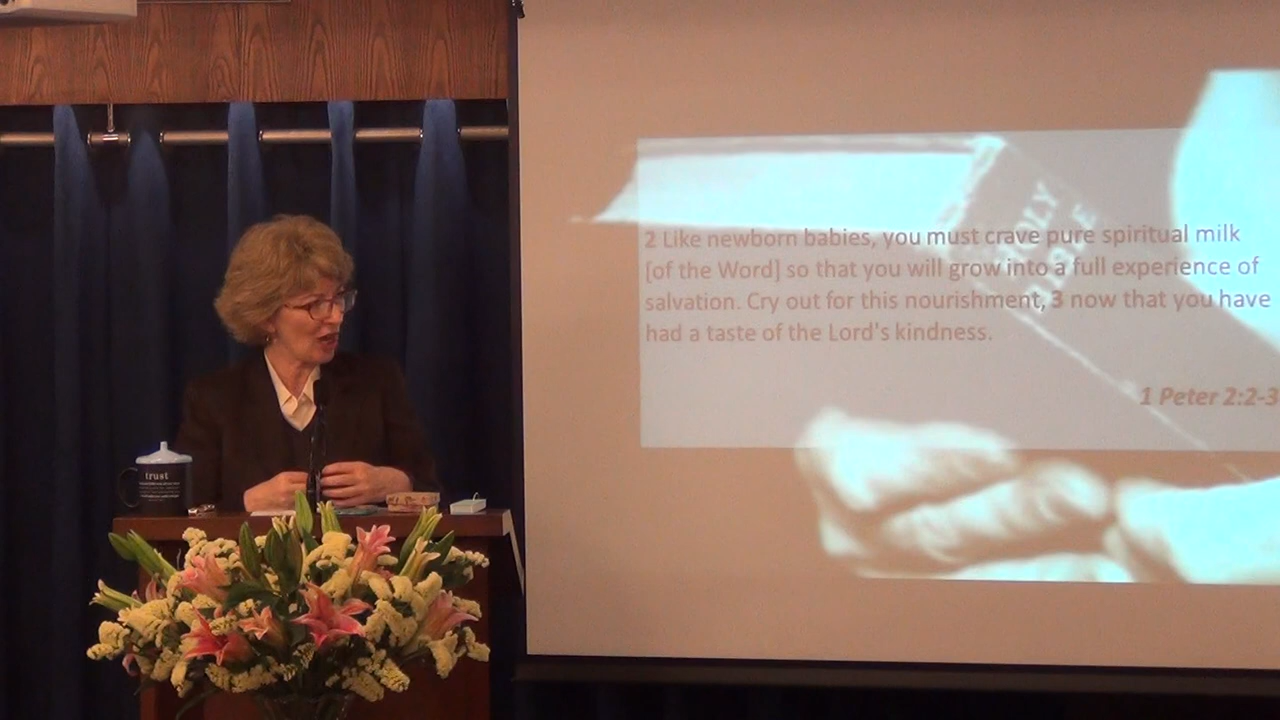 trust
2 Like newborn babies, you must crave pure spiritual milk
[of the Word] so that you will grow into a full experience of
salvation. Cry out for this nourishment, 3 now that you have
had a taste of the Lord's kindness.
1 Peter 2:2-3
HOLY